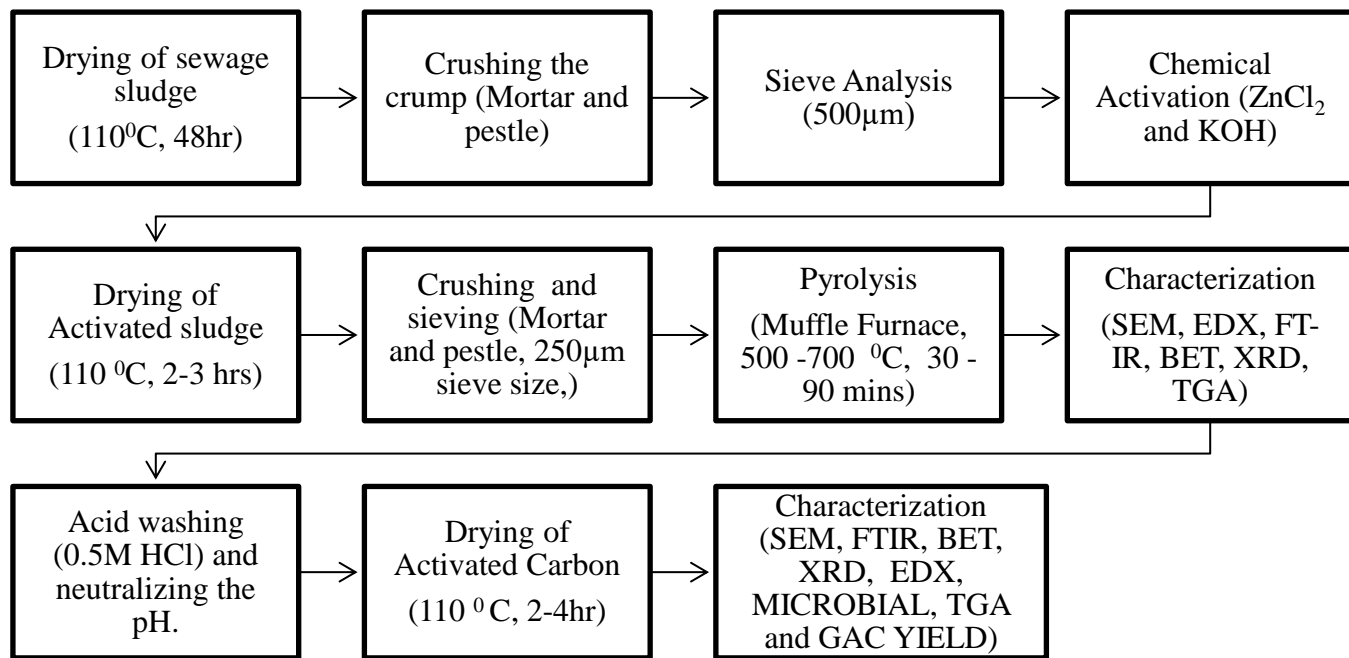 Drying of sewage
sludge
(110⁰C, 48hr)
Crushing the
crump (Mortar and
pestle)
Sieve Analysis
(500µm)
Chemical
Activation (ZnCl₂
and KOH)
Drying of
Activated sludge
(110 ⁰C, 2-3 hrs)
Crushing and
sieving (Mortar
and pestle, 250µm
sieve size,)
Pyrolysis
(Muffle Furnace,
500 -700 ⁰C, 30 -
90 mins)
Characterization
(SEM, EDX, FT-
IR, BET, XRD,
TGA)
Acid washing
(0.5M HCl) and
neutralizing the
pH.
Drying of
Activated Carbon
(110 ⁰ C, 2-4hr)
Characterization
(SEM, FTIR, BET,
XRD, EDX,
MICROBIAL, TGA
and GAC YIELD)